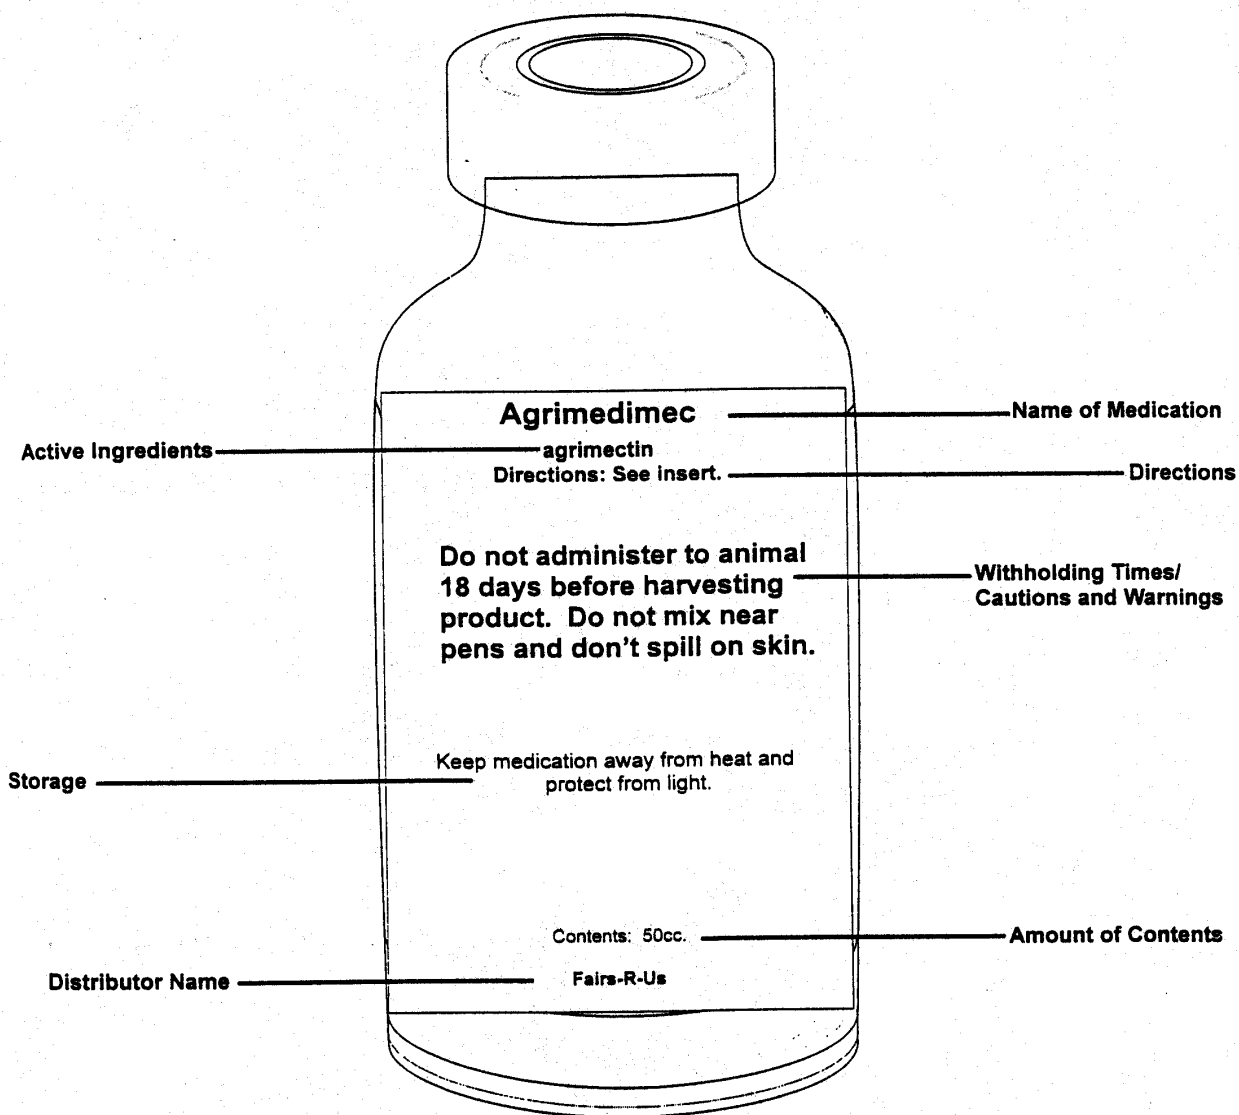 Agrimedimec
Name of Medication
Active Ingredients
agrimectin
Directions: See insert.
Directions
Do not administer to animal
18 days before harvesting
product. Do not mix near
pens and don't spill on skin.
Withholding Times/
Cautions and Warnings
Storage
Keep medication away from heat and
protect from light.
Contents: 50cc.
Amount of Contents
Distributor Name
Fairs-R-Us